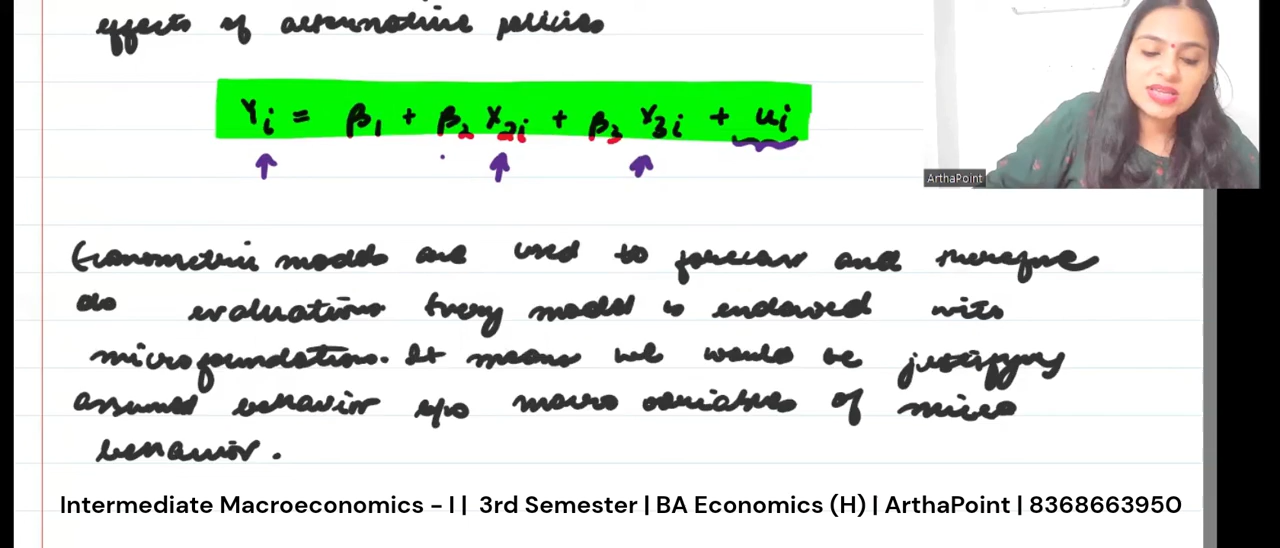 effects of alternative policies
Yi = β1 + β2 X2i + β3 X3i + ui
ArthaPoint
Econometric models are used to forecast and therefore
do evaluations. Every model is endowed with
microfoundations. It means we would be justifying
assumed behavior of macro variables of micro
behavior.
Intermediate Macroeconomics – I | 3rd Semester | BA Economics (H) | ArthaPoint | 8368663950